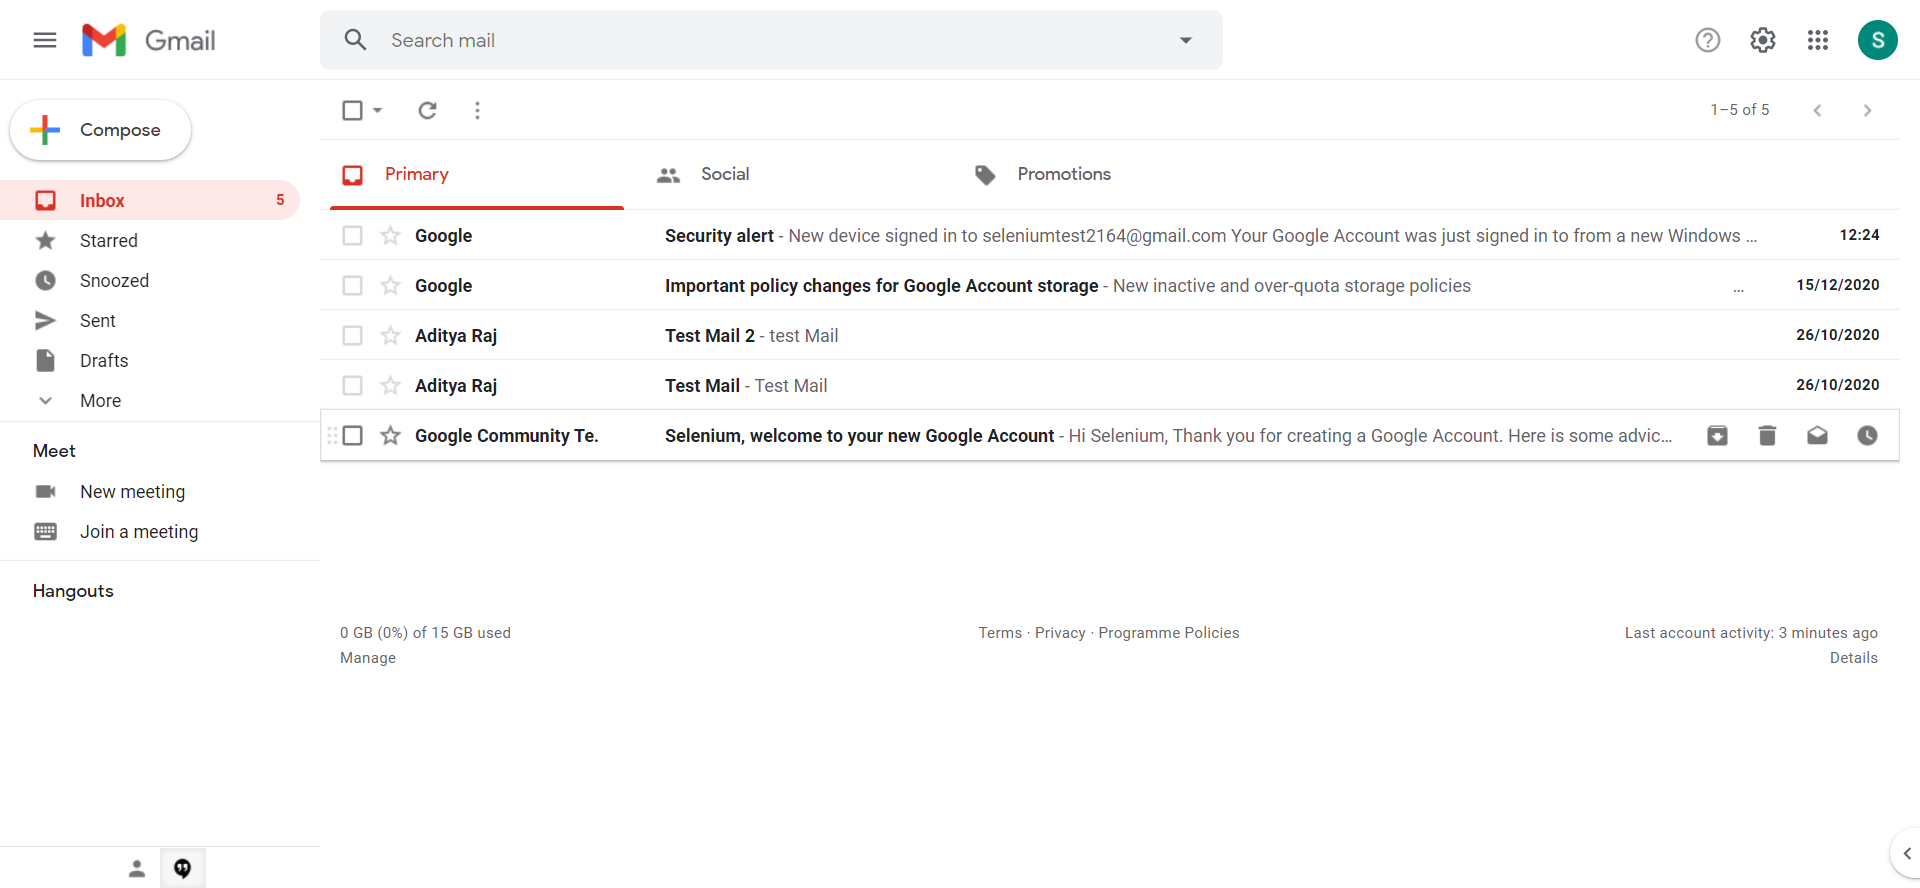 Gmail
Search mail
S
Compose
1–5 of 5
Primary
Social
Promotions
Inbox 5
Starred
Snoozed
Sent
Drafts
More
Google Security alert - New device signed in to seleniumtest2164@gmail.com Your Google Account was just signed in to from a new Windows ... 12:24
Google Important policy changes for Google Account storage - New inactive and over-quota storage policies ... 15/12/2020
Aditya Raj Test Mail 2 - test Mail 26/10/2020
Aditya Raj Test Mail - Test Mail 26/10/2020
Google Community Te. Selenium, welcome to your new Google Account - Hi Selenium, Thank you for creating a Google Account. Here is some advic...
Meet
New meeting
Join a meeting
Hangouts
0 GB (0%) of 15 GB used
Manage
Terms · Privacy · Programme Policies
Last account activity: 3 minutes ago
Details